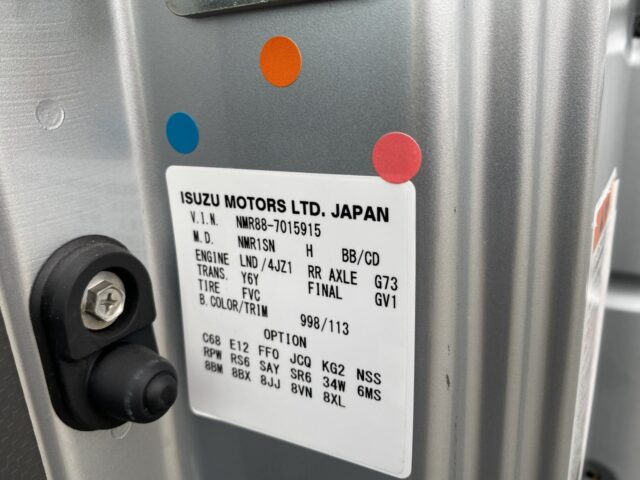 ISUZU MOTORS LTD. JAPAN
V.I.N. NMR88-7015915
M.D. NMR1SN H BB/CD
ENGINE LND/4JZ1 RR AXLE G73
TRANS. Y6Y FINAL GV1
TIRE FVC
B.COLOR/TRIM 998/113
OPTION
C68 E12 FF0 JCQ KG2 NSS
RPW RS6 SAY SR6 34W 6MS
8BM 8BX 8JJ 8VN 8XL